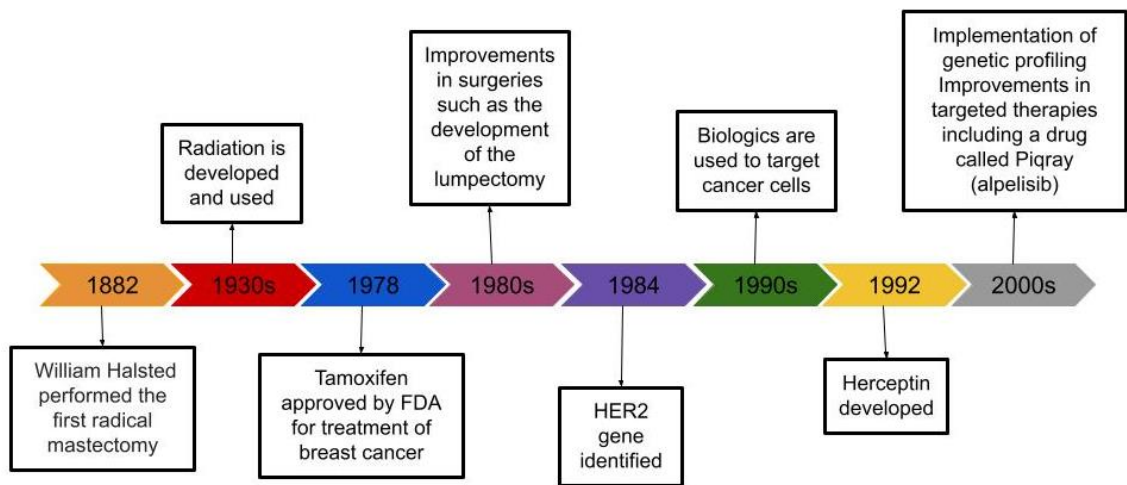 Improvements
in surgeries
such as the
development
of the
lumpectomy
Implementation of
genetic profiling
Improvements in
targeted therapies
including a drug
called Piqray
(alpelisib)
Radiation is
developed
and used
Biologics are
used to target
cancer cells
1882
1930s
1978
1980s
1984
1990s
1992
2000s
William Halsted
performed the
first radical
mastectomy
Tamoxifen
approved by FDA
for treatment of
breast cancer
HER2
gene
identified
Herceptin
developed